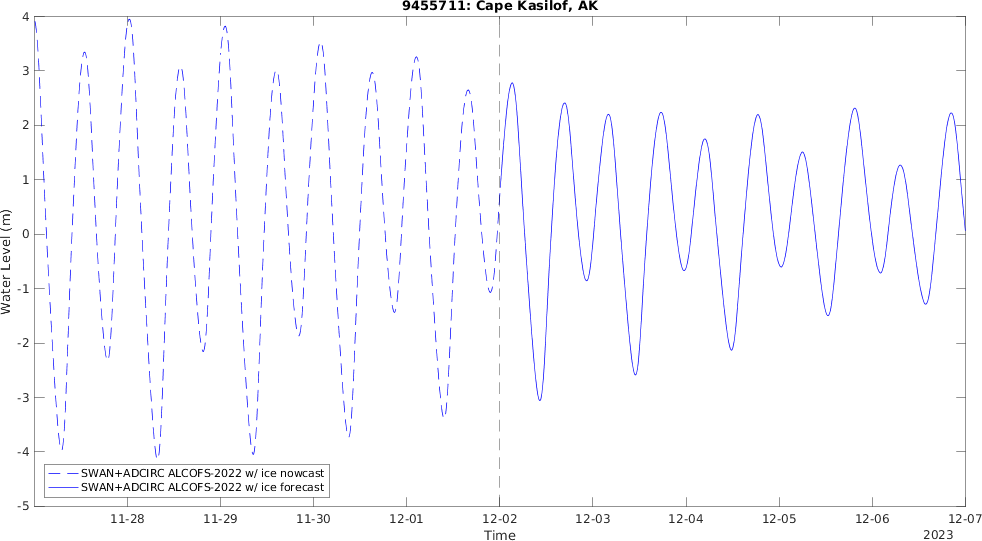 9455711: Cape Kasilof, AK
4
3
2
1
0
-1
-2
-3
-4
-5
Water Level (m)
SWAN+ADCIRC ALCOFS-2022 w/ ice nowcast
SWAN+ADCIRC ALCOFS-2022 w/ ice forecast
11-28 11-29 11-30 12-01 12-02 12-03 12-04 12-05 12-06 12-07
Time
2023